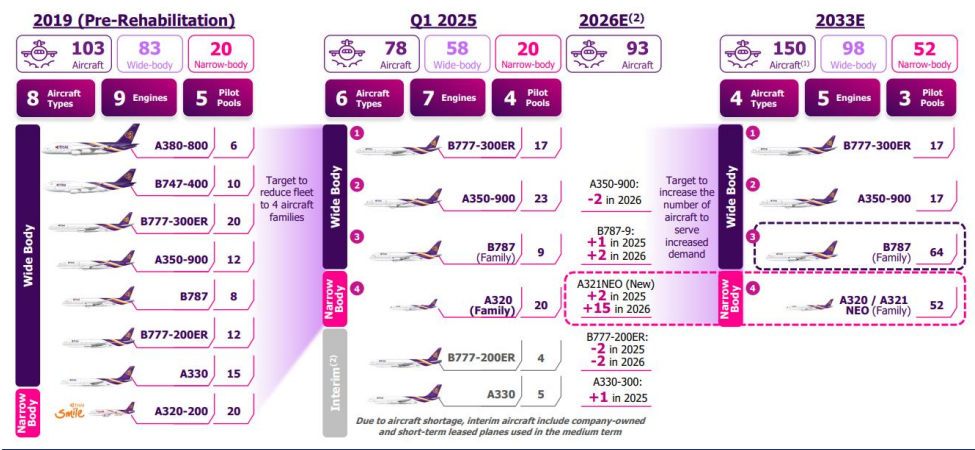 2019 (Pre-Rehabilitation)
103
Aircraft
83
Wide-body
20
Narrow-body
8 Aircraft Types
9 Engines
5 Pilot Pools
Wide Body
A380-800 6
B747-400 10
B777-300ER 20
A350-900 12
B787 8
B777-200ER 12
A330 15
Narrow Body
Smile
A320-200 20
Target to
reduce fleet
to 4 aircraft
families
Q1 2025
78
Aircraft
58
Wide-body
20
Narrow-body
6 Aircraft Types
7 Engines
4 Pilot Pools
Wide Body
1 B777-300ER 17
2 A350-900 23
3 B787 (Family) 9
Narrow Body
4 A320 (Family) 20
Interim(2)
B777-200ER 4
A330 5
2026E(2)
93
Aircraft
A350-900:
-2 in 2026
B787-9:
+1 in 2025
+2 in 2026
A321NEO (New)
+2 in 2025
+15 in 2026
B777-200ER:
-2 in 2025
-2 in 2026
A330-300:
+1 in 2025
Due to aircraft shortage, interim aircraft include company-owned
and short-term leased planes used in the medium term
Target to
increase the
number of
aircraft to
serve
increased
demand
2033E
150
Aircraft(1)
98
Wide-body
52
Narrow-body
4 Aircraft Types
5 Engines
3 Pilot Pools
Wide Body
1 B777-300ER 17
2 A350-900 17
3 B787 (Family) 64
Narrow Body
4 A320 / A321
NEO (Family) 52